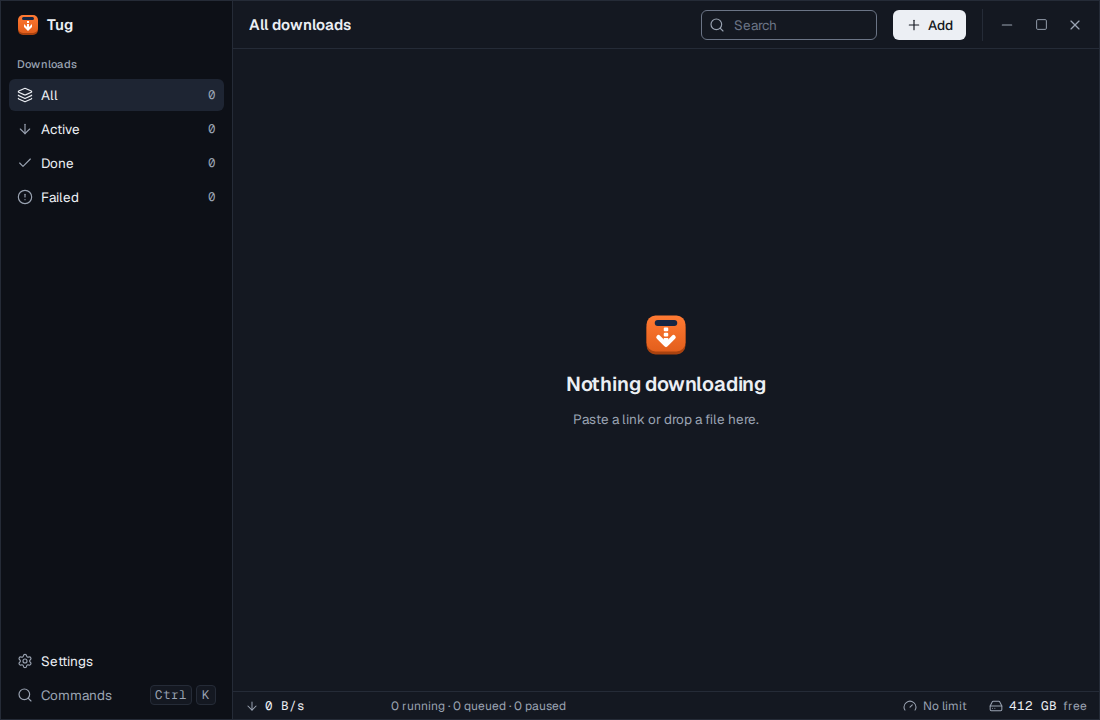 Tug
Downloads
All 0
Active 0
Done 0
Failed 0
Settings
Commands Ctrl K
All downloads
Search
Add
Nothing downloading
Paste a link or drop a file here.
0 B/s
0 running · 0 queued · 0 paused
No limit
412 GB free